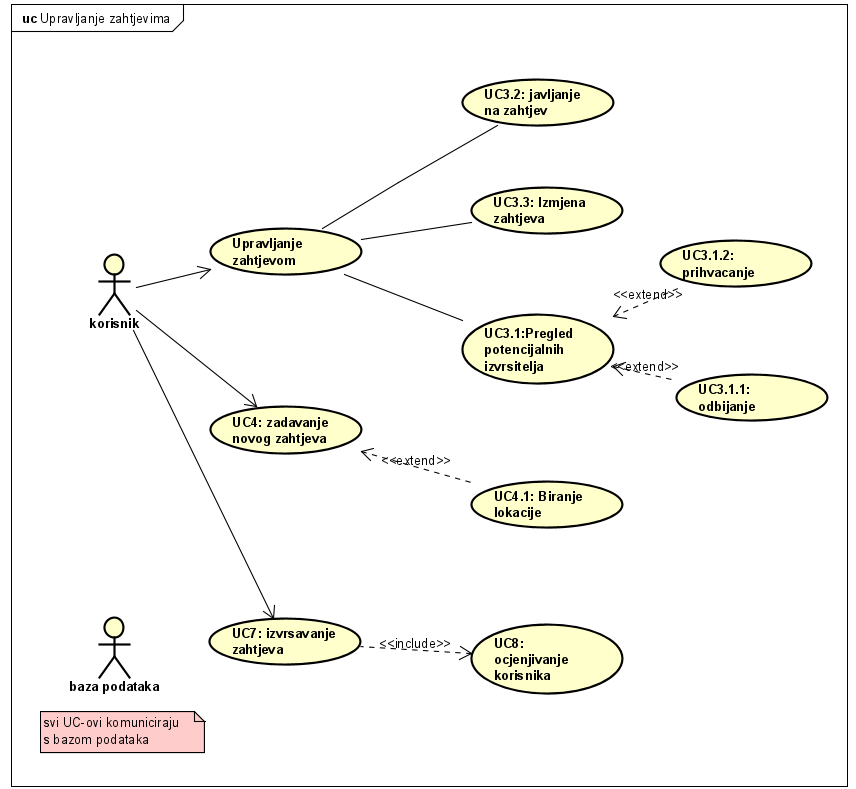 uc Upravljanje zahtjevima
UC3.2: javljanje
na zahtjev
UC3.3: Izmjena
zahtjeva
Upravljanje
zahtjevom
UC3.1.2:
prihvacanje
<<extend>>
korisnik
UC3.1:Pregled
potencijalnih
izvrsitelja
<<extend>>
UC3.1.1:
odbijanje
UC4: zadavanje
novog zahtjeva
<<extend>>
UC4.1: Biranje
lokacije
UC7: izvrsavanje
zahtjeva
<<include>>
UC8:
ocjenjivanje
korisnika
baza podataka
svi UC-ovi komuniciraju
s bazom podataka